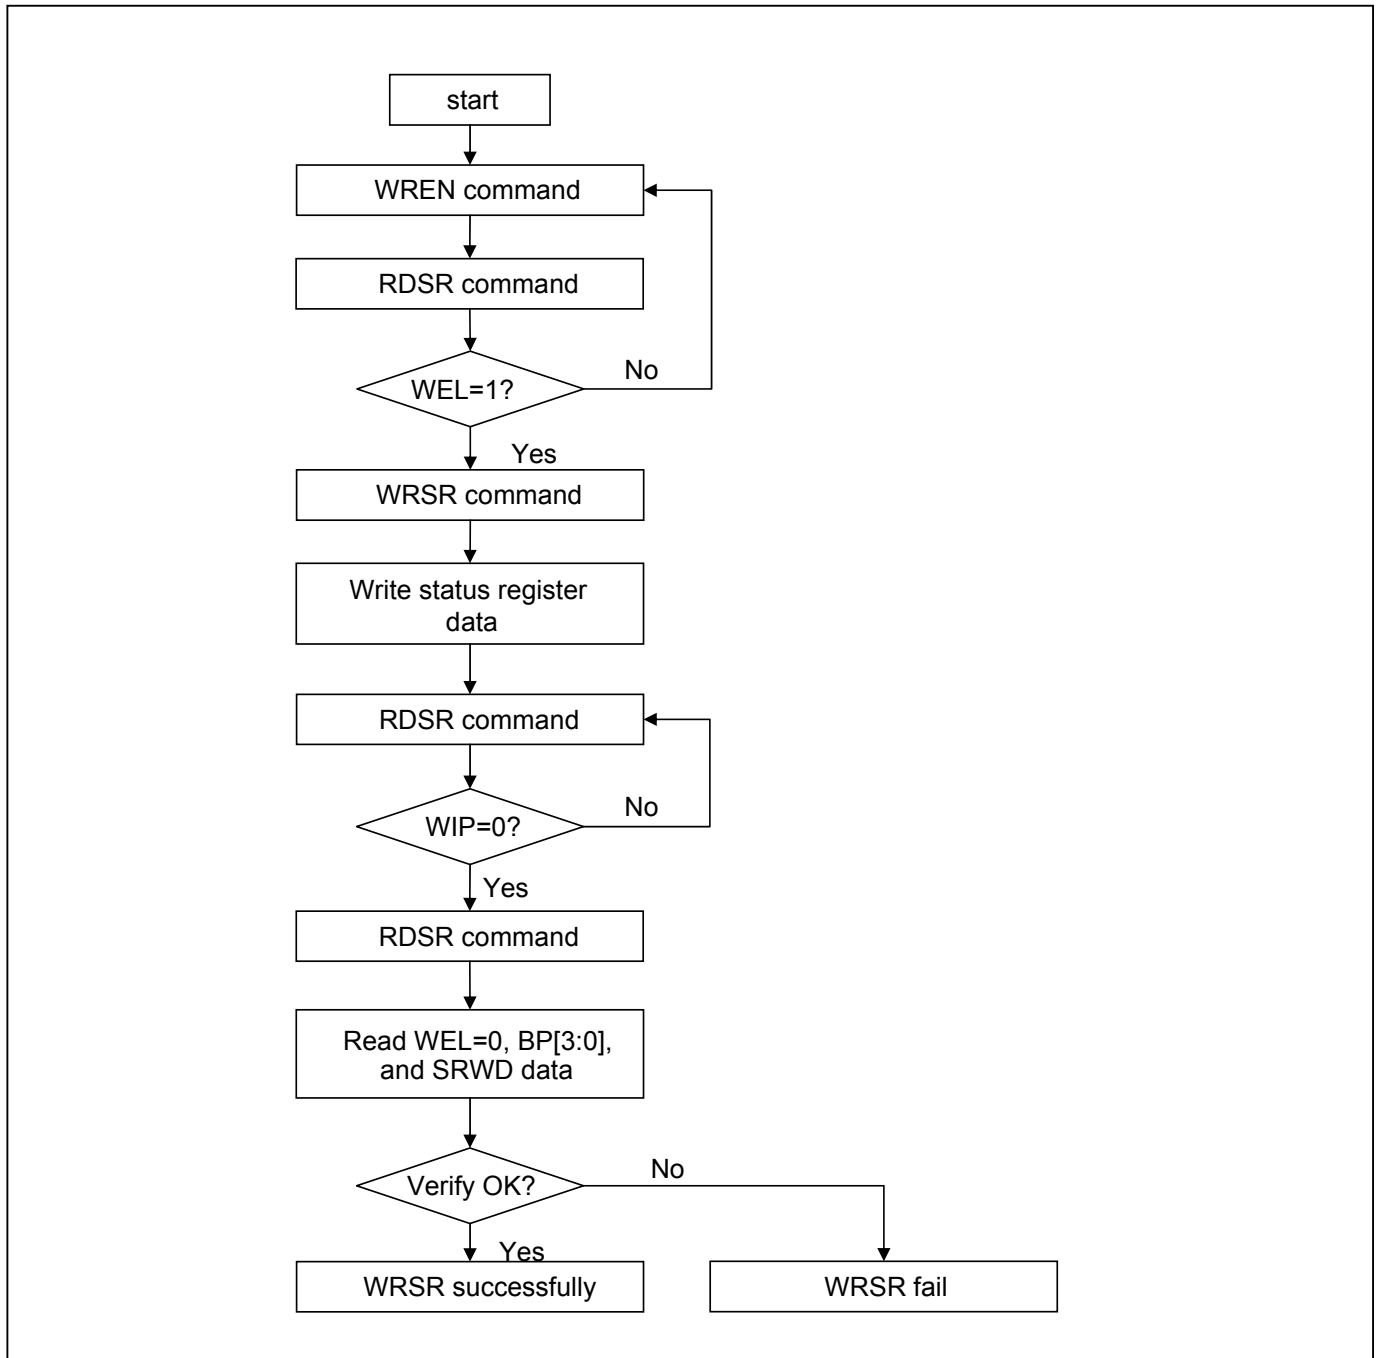 start
WREN command
RDSR command
WEL=1?
No
Yes
WRSR command
Write status register
data
RDSR command
WIP=0?
No
Yes
RDSR command
Read WEL=0, BP[3:0],
and SRWD data
Verify OK?
No
Yes
WRSR successfully
WRSR fail